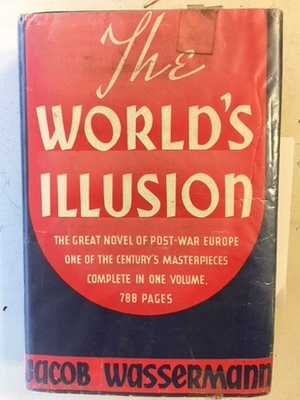 The
WORLD'S
ILLUSION
THE GREAT NOVEL OF POST-WAR EUROPE
ONE OF THE CENTURY'S MASTERPIECES
COMPLETE IN ONE VOLUME,
788 PAGES
JACOB WASSERMANN